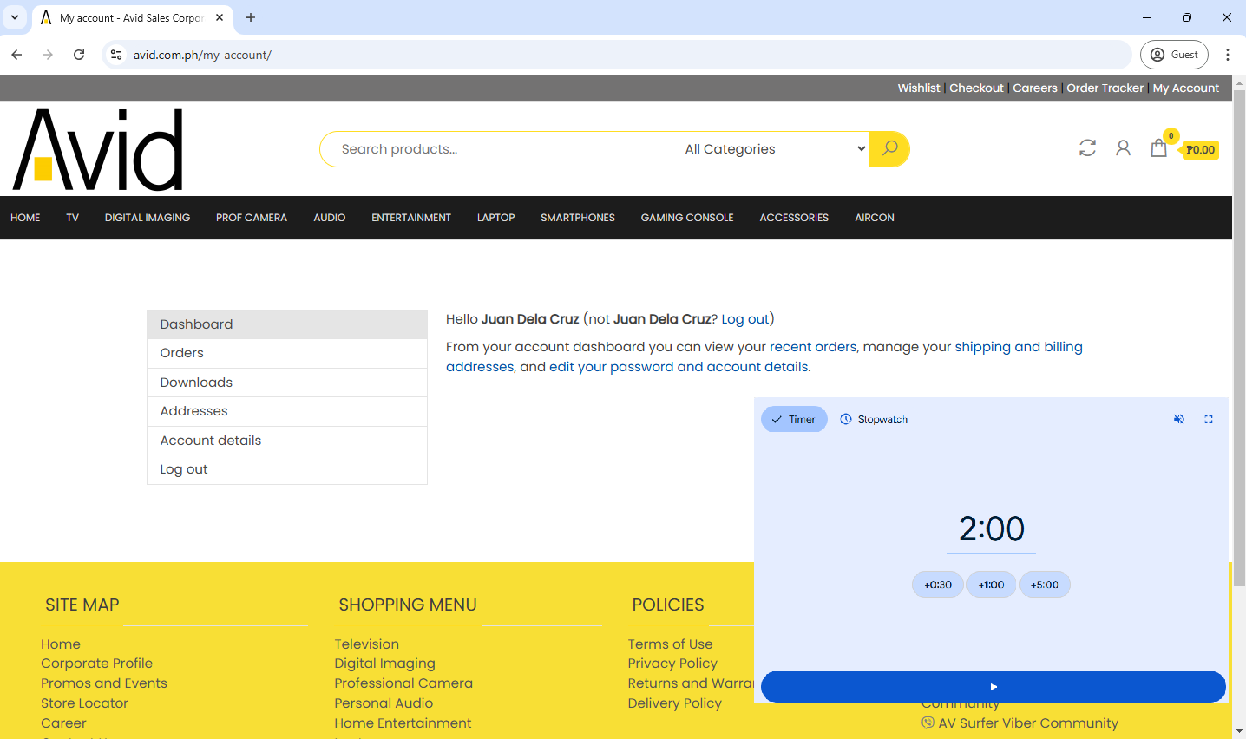 My account - Avid Sales Corpor
avid.com.ph/my-account/
Guest
Wishlist | Checkout | Careers | Order Tracker | My Account
Avid
Search products...
All Categories
0
₱0.00
HOME TV DIGITAL IMAGING PROF CAMERA AUDIO ENTERTAINMENT LAPTOP SMARTPHONES GAMING CONSOLE ACCESSORIES AIRCON
Dashboard
Orders
Downloads
Addresses
Account details
Log out
Hello Juan Dela Cruz (not Juan Dela Cruz? Log out)
From your account dashboard you can view your recent orders, manage your shipping and billing
addresses, and edit your password and account details.
Timer
Stopwatch
2:00
+0:30 +1:00 +5:00
SITE MAP
Home
Corporate Profile
Promos and Events
Store Locator
Career
SHOPPING MENU
Television
Digital Imaging
Professional Camera
Personal Audio
Home Entertainment
POLICIES
Terms of Use
Privacy Policy
Returns and Warra
Delivery Policy
Community
AV Surfer Viber Community